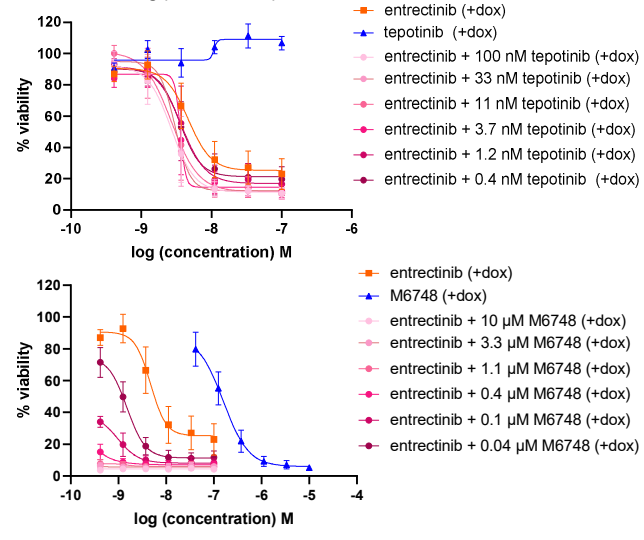 entrectinib (+dox)
tepotinib (+dox)
entrectinib + 100 nM tepotinib (+dox)
entrectinib + 33 nM tepotinib (+dox)
entrectinib + 11 nM tepotinib (+dox)
entrectinib + 3.7 nM tepotinib (+dox)
entrectinib + 1.2 nM tepotinib (+dox)
entrectinib + 0.4 nM tepotinib (+dox)
% viability
120
100
80
60
40
20
0
-10
-9
-8
-7
-6
log (concentration) M
entrectinib (+dox)
M6748 (+dox)
entrectinib + 10 µM M6748 (+dox)
entrectinib + 3.3 µM M6748 (+dox)
entrectinib + 1.1 µM M6748 (+dox)
entrectinib + 0.4 µM M6748 (+dox)
entrectinib + 0.1 µM M6748 (+dox)
entrectinib + 0.04 µM M6748 (+dox)
% viability
120
100
80
60
40
20
0
-10
-9
-8
-7
-6
-5
-4
log (concentration) M